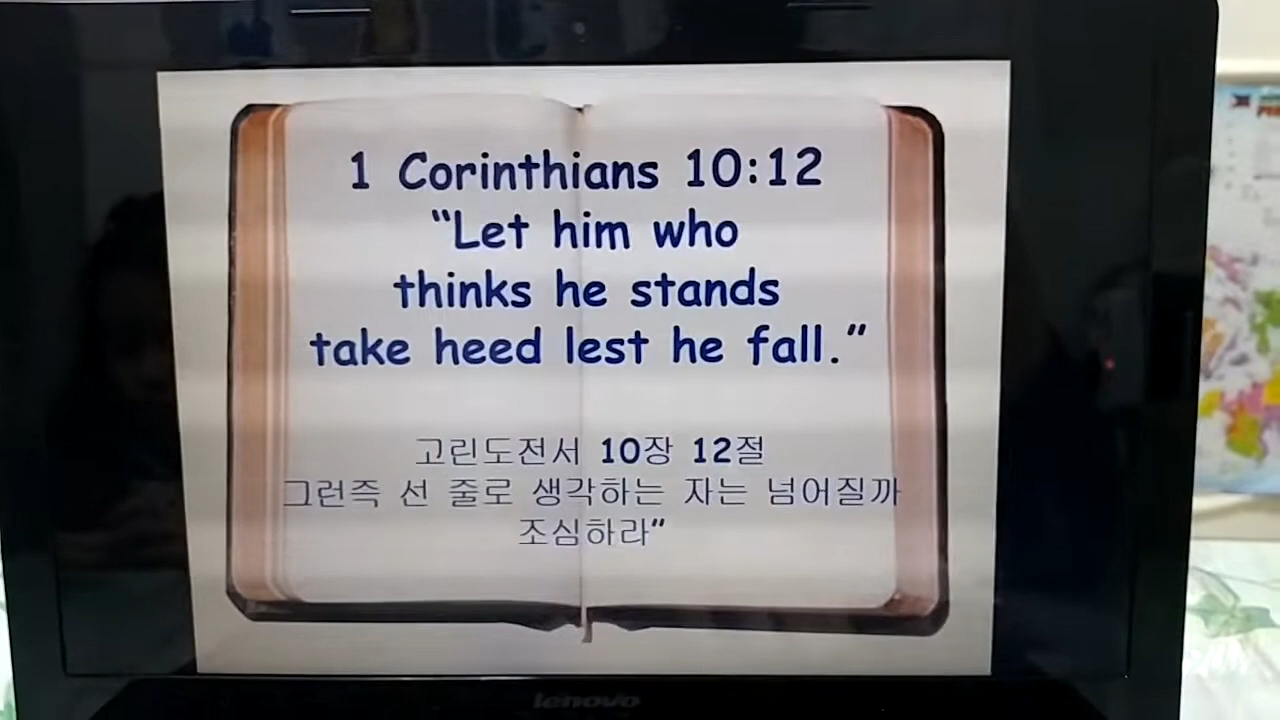 1 Corinthians 10:12
“Let him who
thinks he stands
take heed lest he fall.”
고린도전서 10장 12절
그런즉 선 줄로 생각하는 자는 넘어질까
조심하라”
lenovo